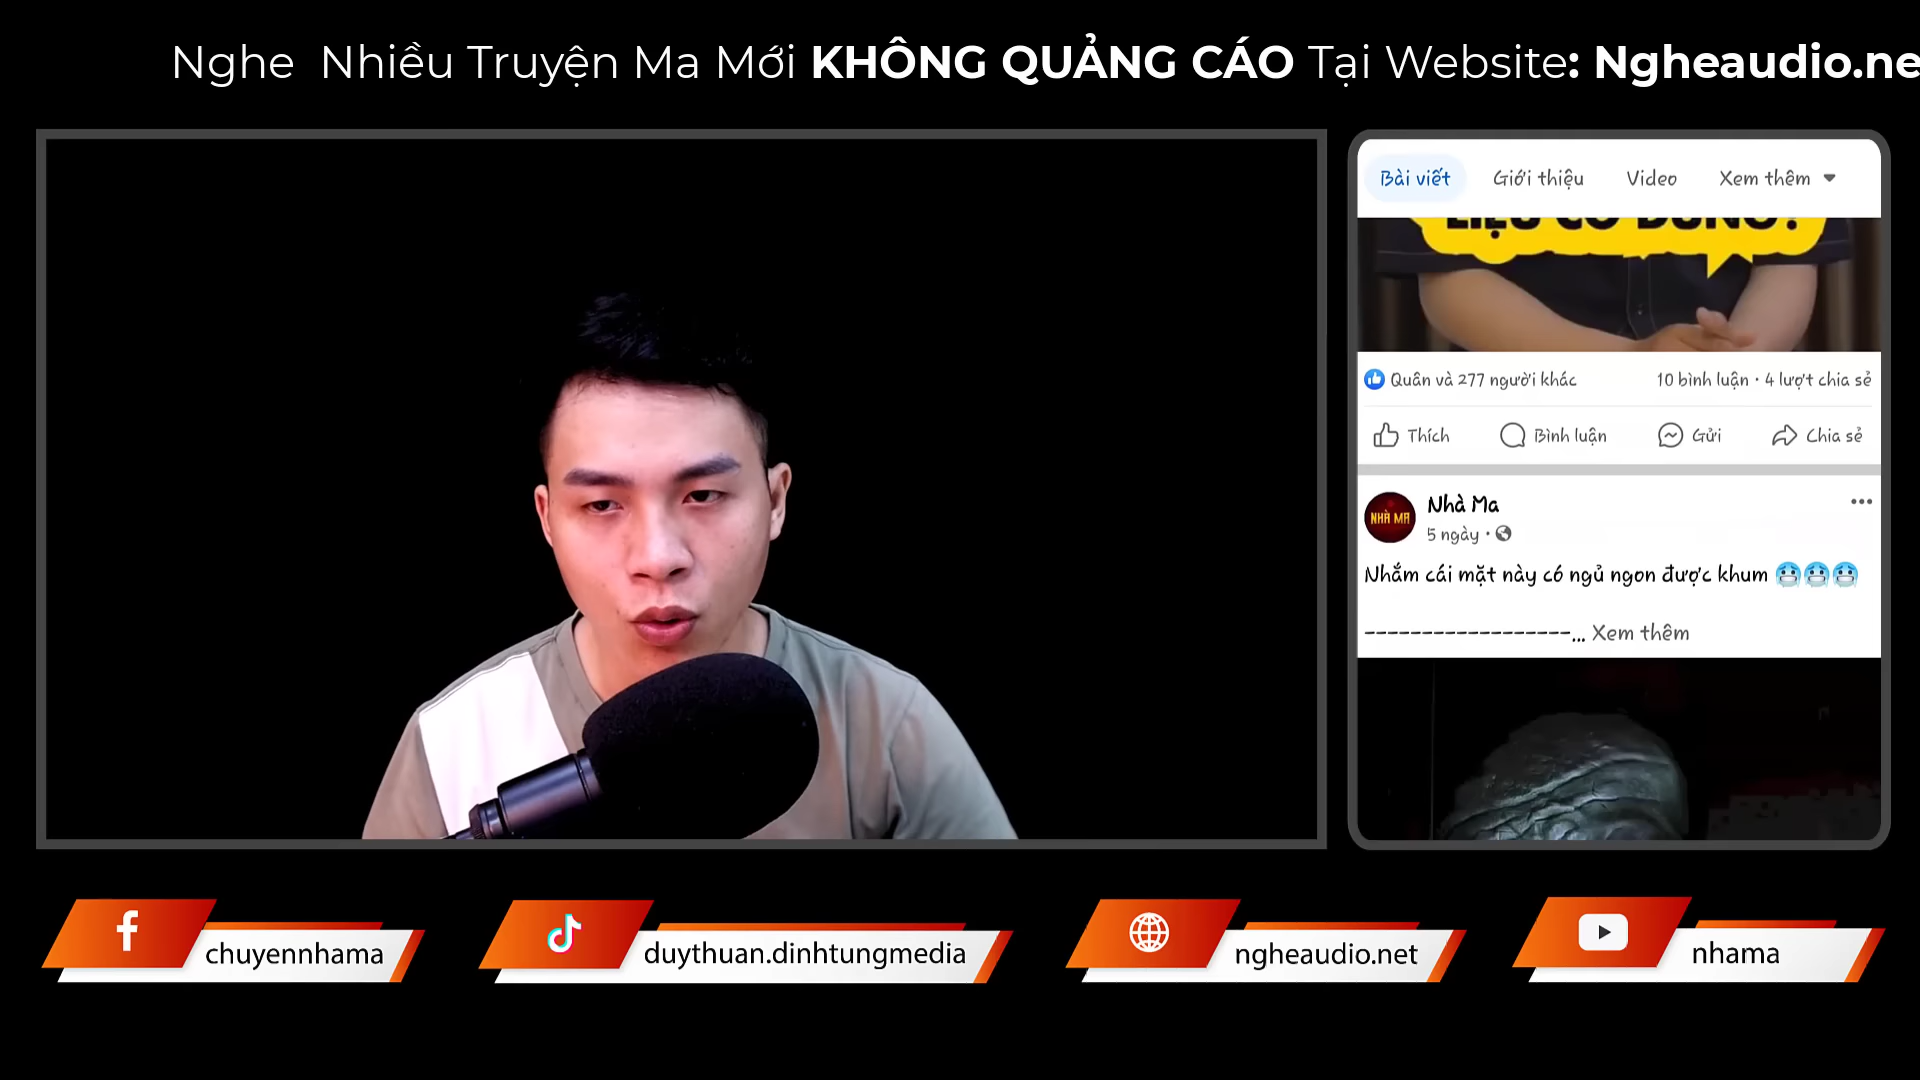 Nghe Nhiều Truyện Ma Mới KHÔNG QUẢNG CÁO Tại Website: Ngheaudio.ne
Bài viết Giới thiệu Video Xem thêm
LIỆU CÓ ĐÚNG?
Quân và 277 người khác 10 bình luận · 4 lượt chia sẻ
Thích Bình luận Gửi Chia sẻ
NHÀ MA
Nhà Ma
5 ngày ·
Nhắm cái mặt này có ngủ ngon được khum 🥶🥶🥶
------------------... Xem thêm
chuyennhama
duythuan.dinhtungmedia
ngheaudio.net
nhama